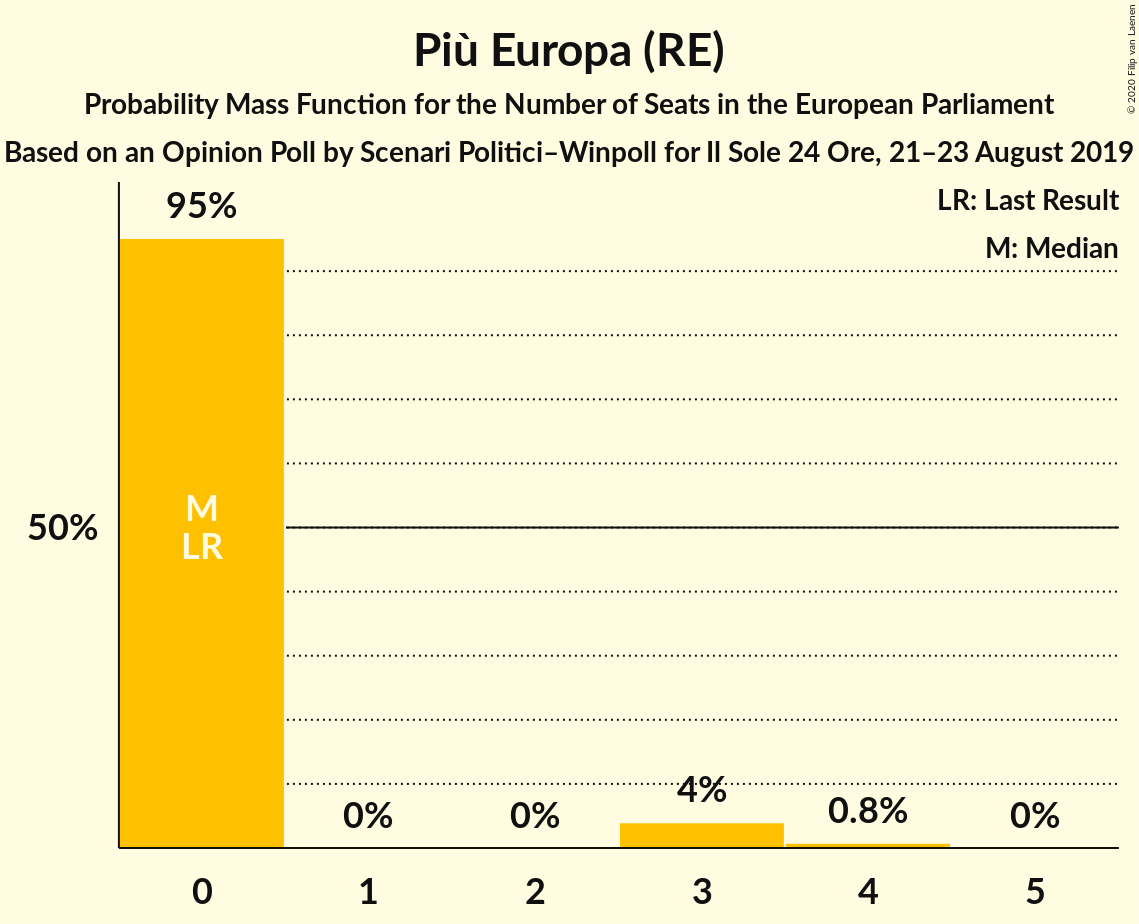 Più Europa (RE)
Probability Mass Function for the Number of Seats in the European Parliament
Based on an Opinion Poll by Scenari Politici–Winpoll for Il Sole 24 Ore, 21–23 August 2019
© 2020 Filip van Laenen
LR: Last Result
M: Median
95%
50%
M
LR
0%
0%
4%
0.8%
0%
0
1
2
3
4
5